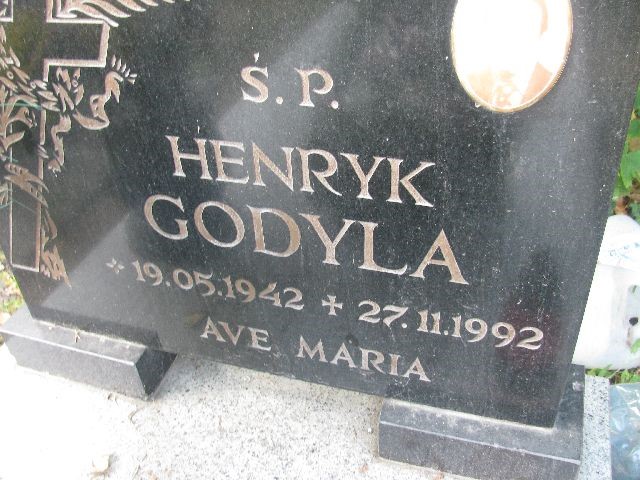 Ś. P.
HENRYK
GODYLA
* 19.05.1942 + 27.11.1992
AVE MARIA